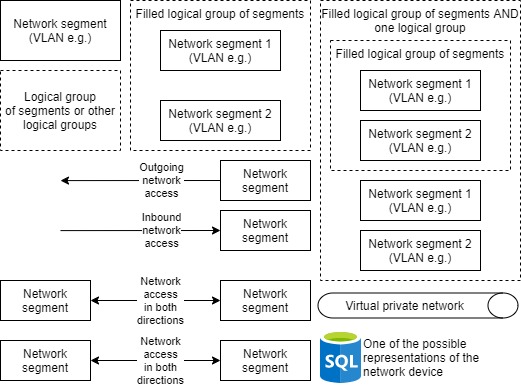 Network segment
(VLAN e.g.)
Filled logical group of segments
Network segment 1
(VLAN e.g.)
Network segment 2
(VLAN e.g.)
Filled logical group of segments AND
one logical group
Filled logical group of segments
Network segment 1
(VLAN e.g.)
Network segment 2
(VLAN e.g.)
Network segment 1
(VLAN e.g.)
Network segment 2
(VLAN e.g.)
Logical group
of segments or other
logical groups
Outgoing
network
access
Network
segment
Inbound
network
access
Network
segment
Network
segment
Network
access
in both
directions
Network
segment
Virtual private network
Network
segment
Network
access
in both
directions
Network
segment
SQL
One of the possible
representations of the
network device